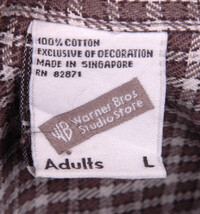 100% COTTON
EXCLUSIVE OF DECORATION
MADE IN SINGAPORE
RN 82871
WB Warner Bros
Studio Store
Adults L